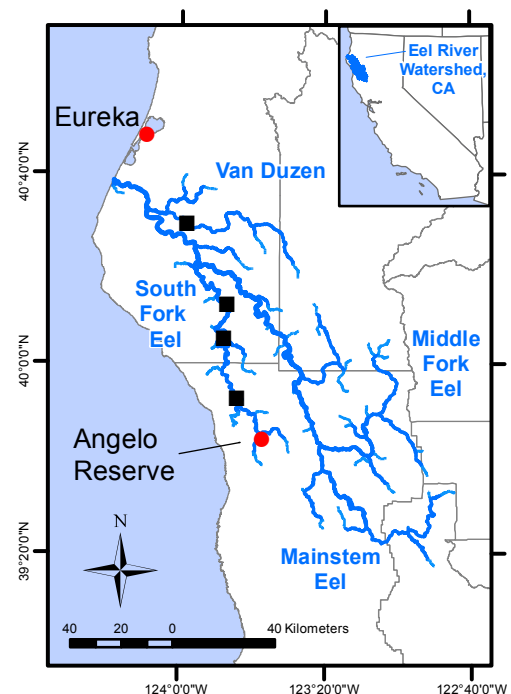 Eel River
Watershed,
CA
Eureka
Van Duzen
40°40'0"N
South
Fork
Eel
Middle
Fork
Eel
40°0'0"N
Angelo
Reserve
N
39°20'0"N
Mainstem
Eel
40 20 0 40 Kilometers
124°0'0"W 123°20'0"W 122°40'0"W